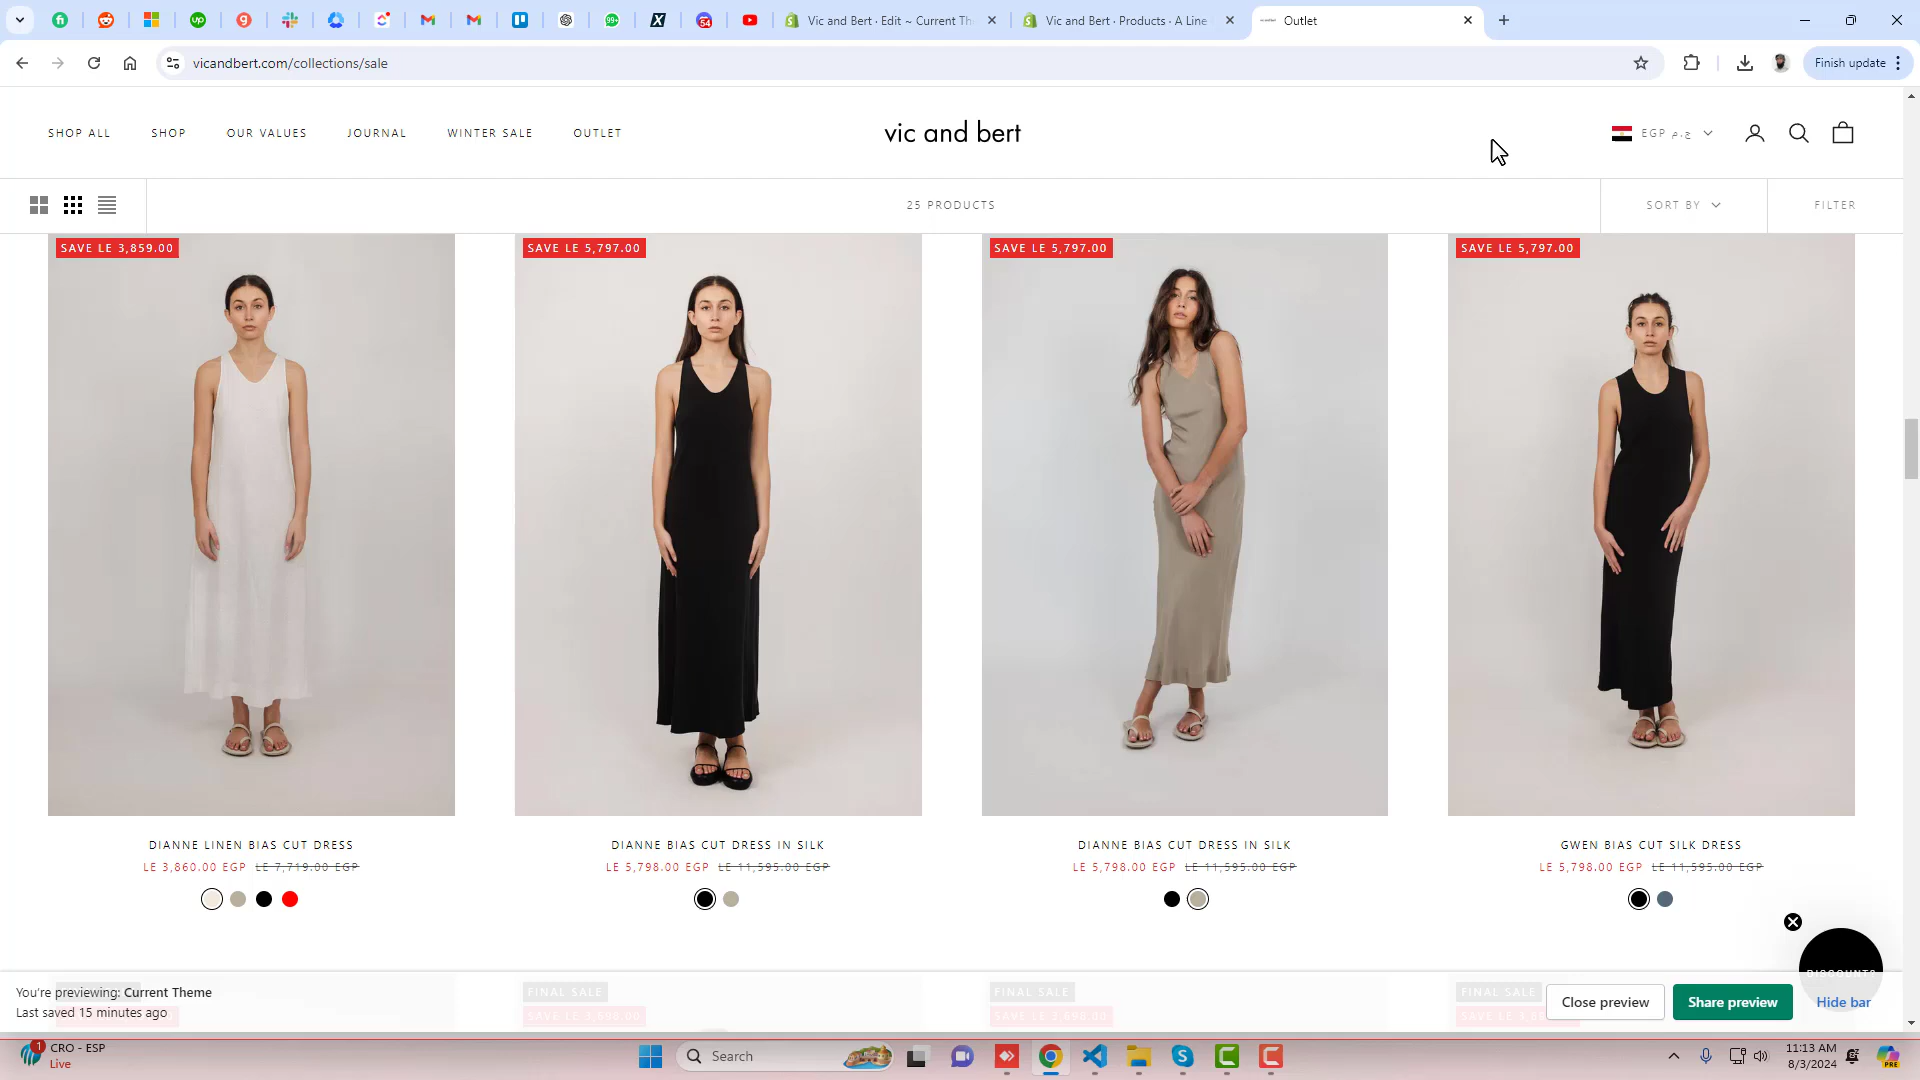 Vic and Bert · Edit ~ Current Th
Vic and Bert · Products · A Line
Outlet
vicandbert.com/collections/sale
Finish update
SHOP ALL
SHOP
OUR VALUES
JOURNAL
WINTER SALE
OUTLET
vic and bert
EGP ج.م
25 PRODUCTS
SORT BY
FILTER
SAVE LE 3,859.00
SAVE LE 5,797.00
SAVE LE 5,797.00
SAVE LE 5,797.00
DIANNE LINEN BIAS CUT DRESS
LE 3,860.00 EGP LE 7,719.00 EGP
DIANNE BIAS CUT DRESS IN SILK
LE 5,798.00 EGP LE 11,595.00 EGP
DIANNE BIAS CUT DRESS IN SILK
LE 5,798.00 EGP LE 11,595.00 EGP
GWEN BIAS CUT SILK DRESS
LE 5,798.00 EGP LE 11,595.00 EGP
DISCOUNTS
FINAL SALE
FINAL SALE
FINAL SALE
You're previewing: Current Theme
Last saved 15 minutes ago
Close preview
Share preview
Hide bar
CRO - ESP
Live
Search
11:13 AM
8/3/2024